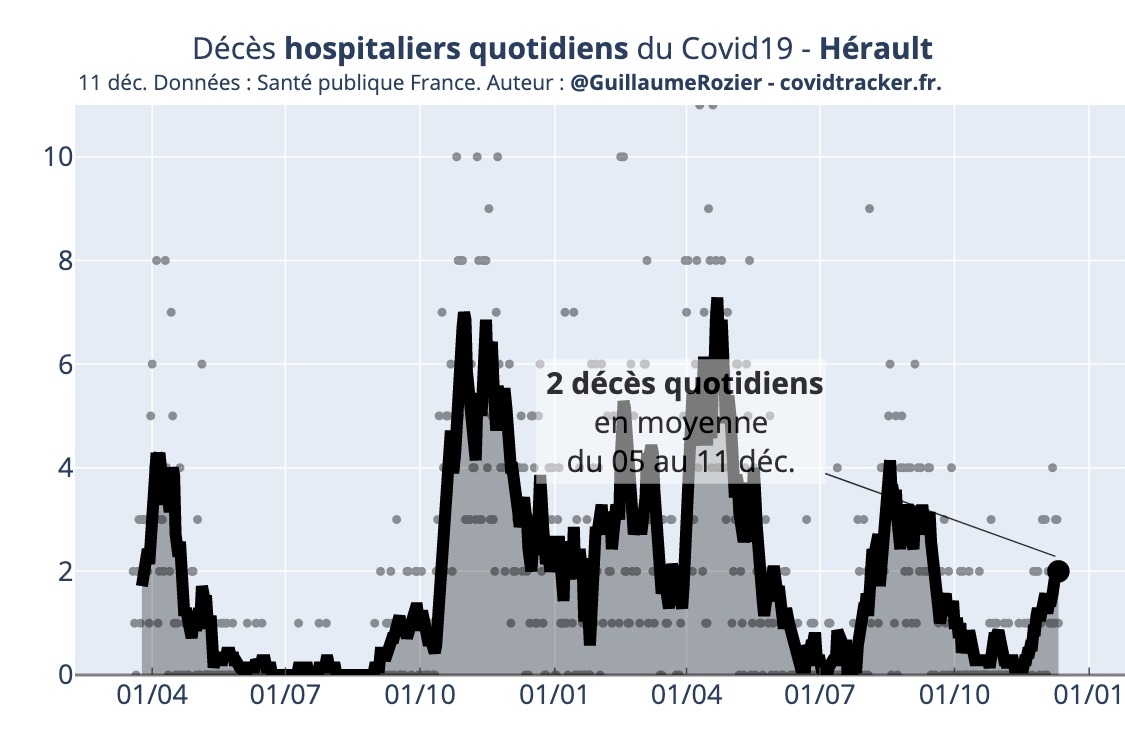 Décès hospitaliers quotidiens du Covid19 - Hérault
11 déc. Données : Santé publique France. Auteur : @GuillaumeRozier - covidtracker.fr.
10
8
6
2 décès quotidiens
en moyenne
du 05 au 11 déc.
4
2
0
01/04 01/07 01/10 01/01 01/04 01/07 01/10 01/01